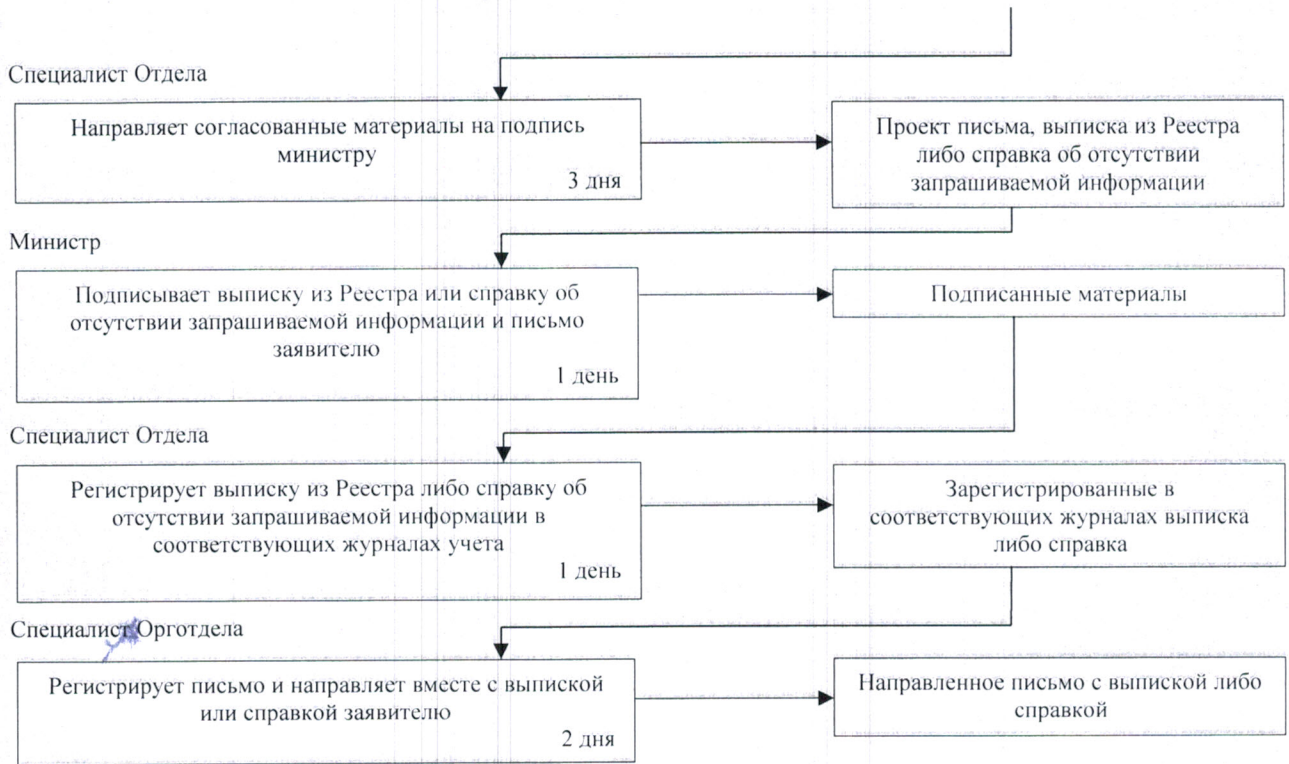 Специалист Отдела
Направляет согласованные материалы на подпись
министру
3 дня
Проект письма, выписка из Реестра
либо справка об отсутствии
запрашиваемой информации
Министр
Подписывает выписку из Реестра или справку об
отсутствии запрашиваемой информации и письмо
заявителю
1 день
Подписанные материалы
Специалист Отдела
Регистрирует выписку из Реестра либо справку об
отсутствии запрашиваемой информации в
соответствующих журналах учета
1 день
Зарегистрированные в
соответствующих журналах выписка
либо справка
Специалист Орготдела
Регистрирует письмо и направляет вместе с выпиской
или справкой заявителю
2 дня
Направленное письмо с выпиской либо
справкой